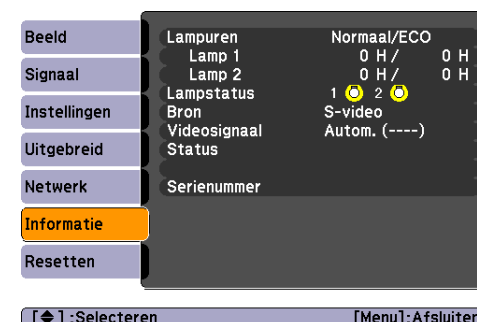 Beeld
Signaal
Instellingen
Uitgebreid
Netwerk
Informatie
Resetten
Lampuren Normaal/ECO
Lamp 1 0 H / 0 H
Lamp 2 0 H / 0 H
Lampstatus 1 2
Bron S-video
Videosignaal Autom. (----)
Status
Serienummer
[ ] :Selecteren [Menu]:Afsluiten